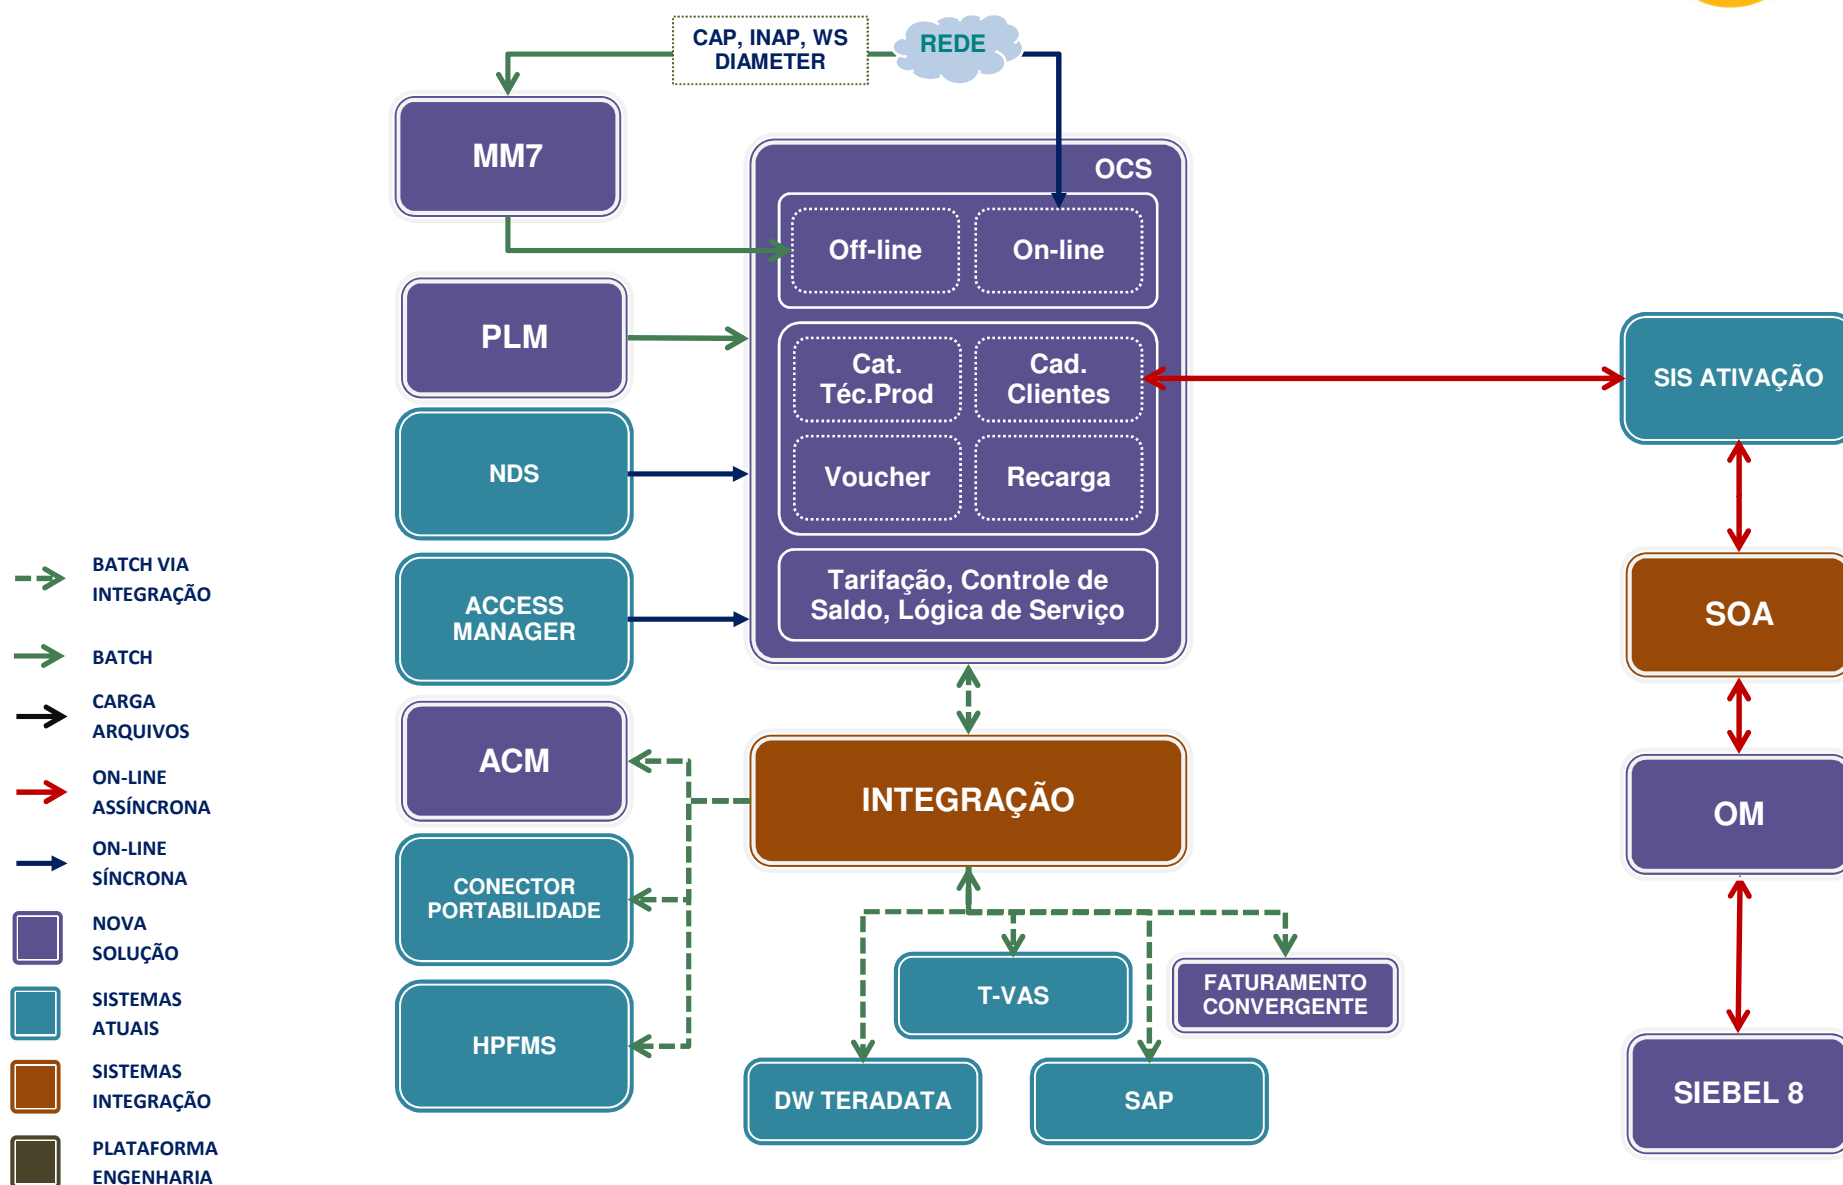 CAP, INAP, WS
DIAMETER
REDE
MM7
OCS
Off-line
On-line
PLM
Cat.
Téc.Prod
Cad.
Clientes
SIS ATIVAÇÃO
NDS
Voucher
Recarga
ACCESS
MANAGER
Tarifação, Controle de
Saldo, Lógica de Serviço
SOA
ACM
INTEGRAÇÃO
OM
CONECTOR
PORTABILIDADE
T-VAS
FATURAMENTO
CONVERGENTE
HPFMS
DW TERADATA
SAP
SIEBEL 8
BATCH VIA
INTEGRAÇÃO
BATCH
CARGA
ARQUIVOS
ON-LINE
ASSÍNCRONA
ON-LINE
SÍNCRONA
NOVA
SOLUÇÃO
SISTEMAS
ATUAIS
SISTEMAS
INTEGRAÇÃO
PLATAFORMA
ENGENHARIA